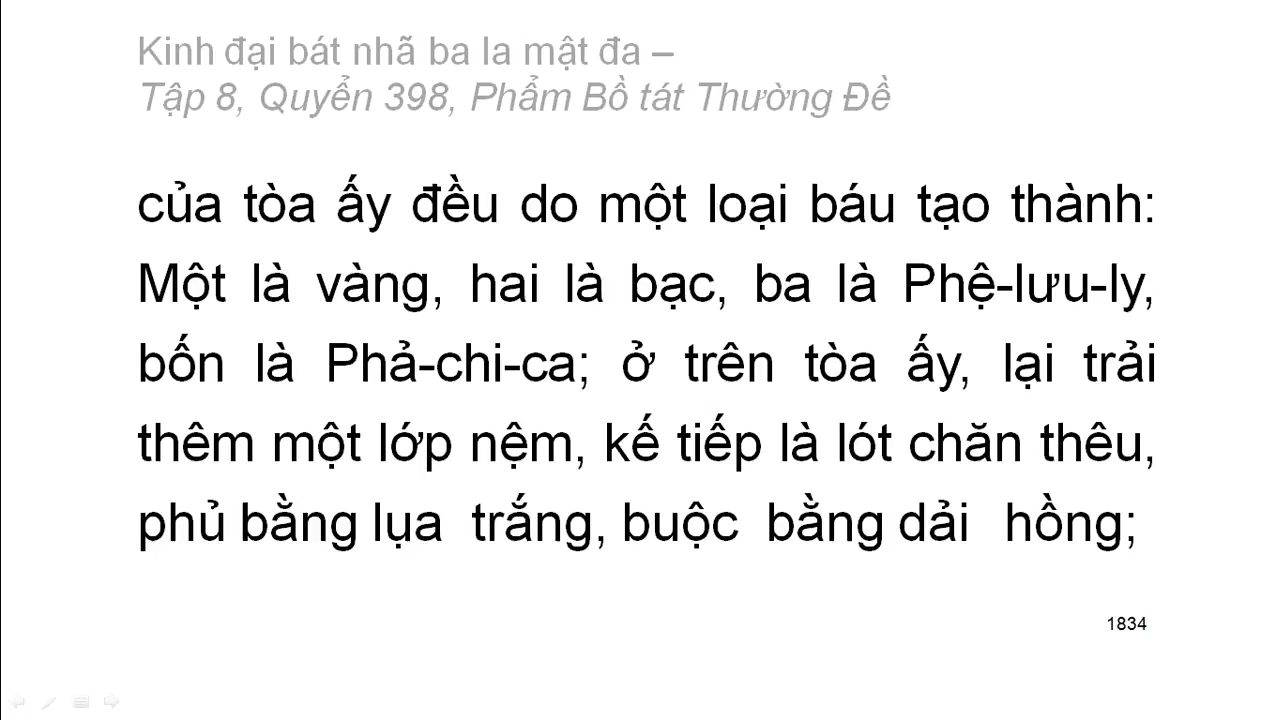 Kinh đại bát nhã ba la mật đa –
Tập 8, Quyển 398, Phẩm Bồ tát Thường Đề
của tòa ấy đều do một loại báu tạo thành:
Một là vàng, hai là bạc, ba là Phệ-lưu-ly,
bốn là Phả-chi-ca; ở trên tòa ấy, lại trải
thêm một lớp nệm, kế tiếp là lót chăn thêu,
phủ bằng lụa trắng, buộc bằng dải hồng;
1834